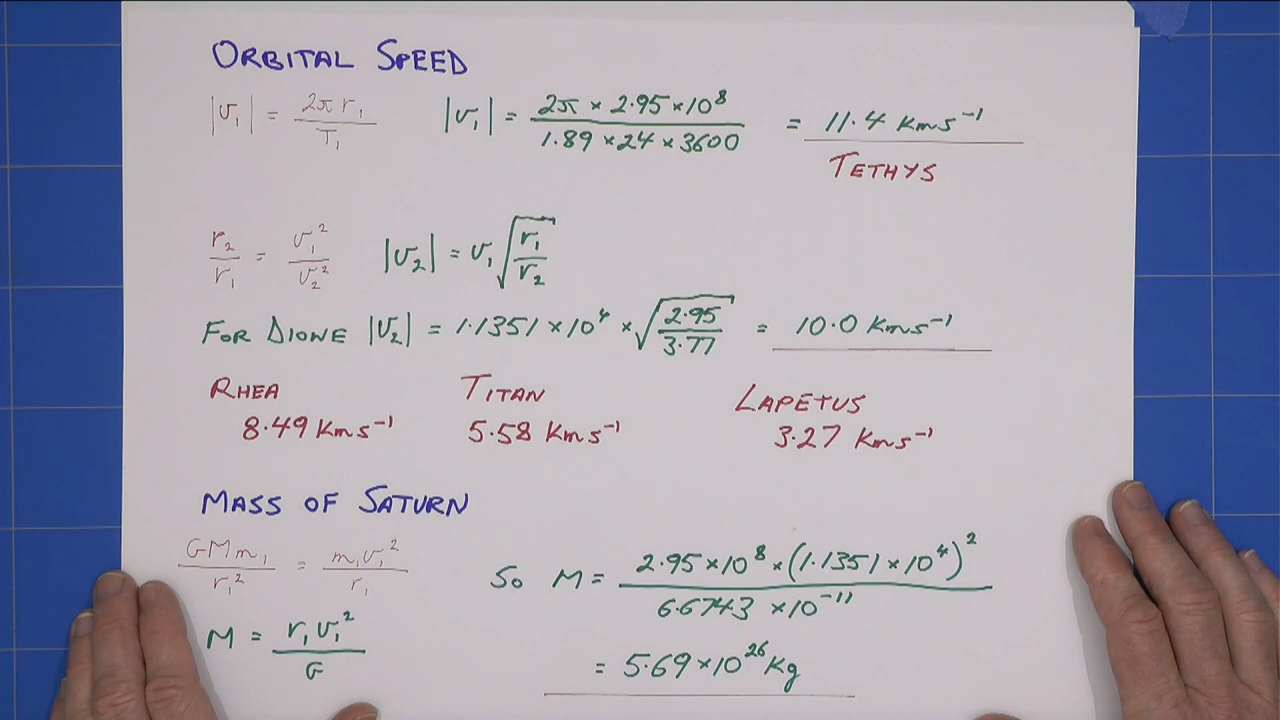 ORBITAL SPEED
|v₁| = 2π r₁ / T₁ |v₁| = 2π × 2.95 × 10⁸ / 1.89 × 24 × 3600 = 11.4 Kms⁻¹
TETHYS
r₂ / r₁ = v₁² / v₂² |v₂| = v₁ √(r₁ / r₂)
FOR DIONE |v₂| = 1.1351 × 10⁴ × √(2.95 / 3.77) = 10.0 Kms⁻¹
RHEA TITAN LAPETUS
8.49 Kms⁻¹ 5.58 Kms⁻¹ 3.27 Kms⁻¹
MASS OF SATURN
GMm₁ / r₁² = m₁v₁² / r₁ So M = 2.95 × 10⁸ × (1.1351 × 10⁴)² / 6.6743 × 10⁻¹¹
M = r₁v₁² / G = 5.69 × 10²⁶ Kg